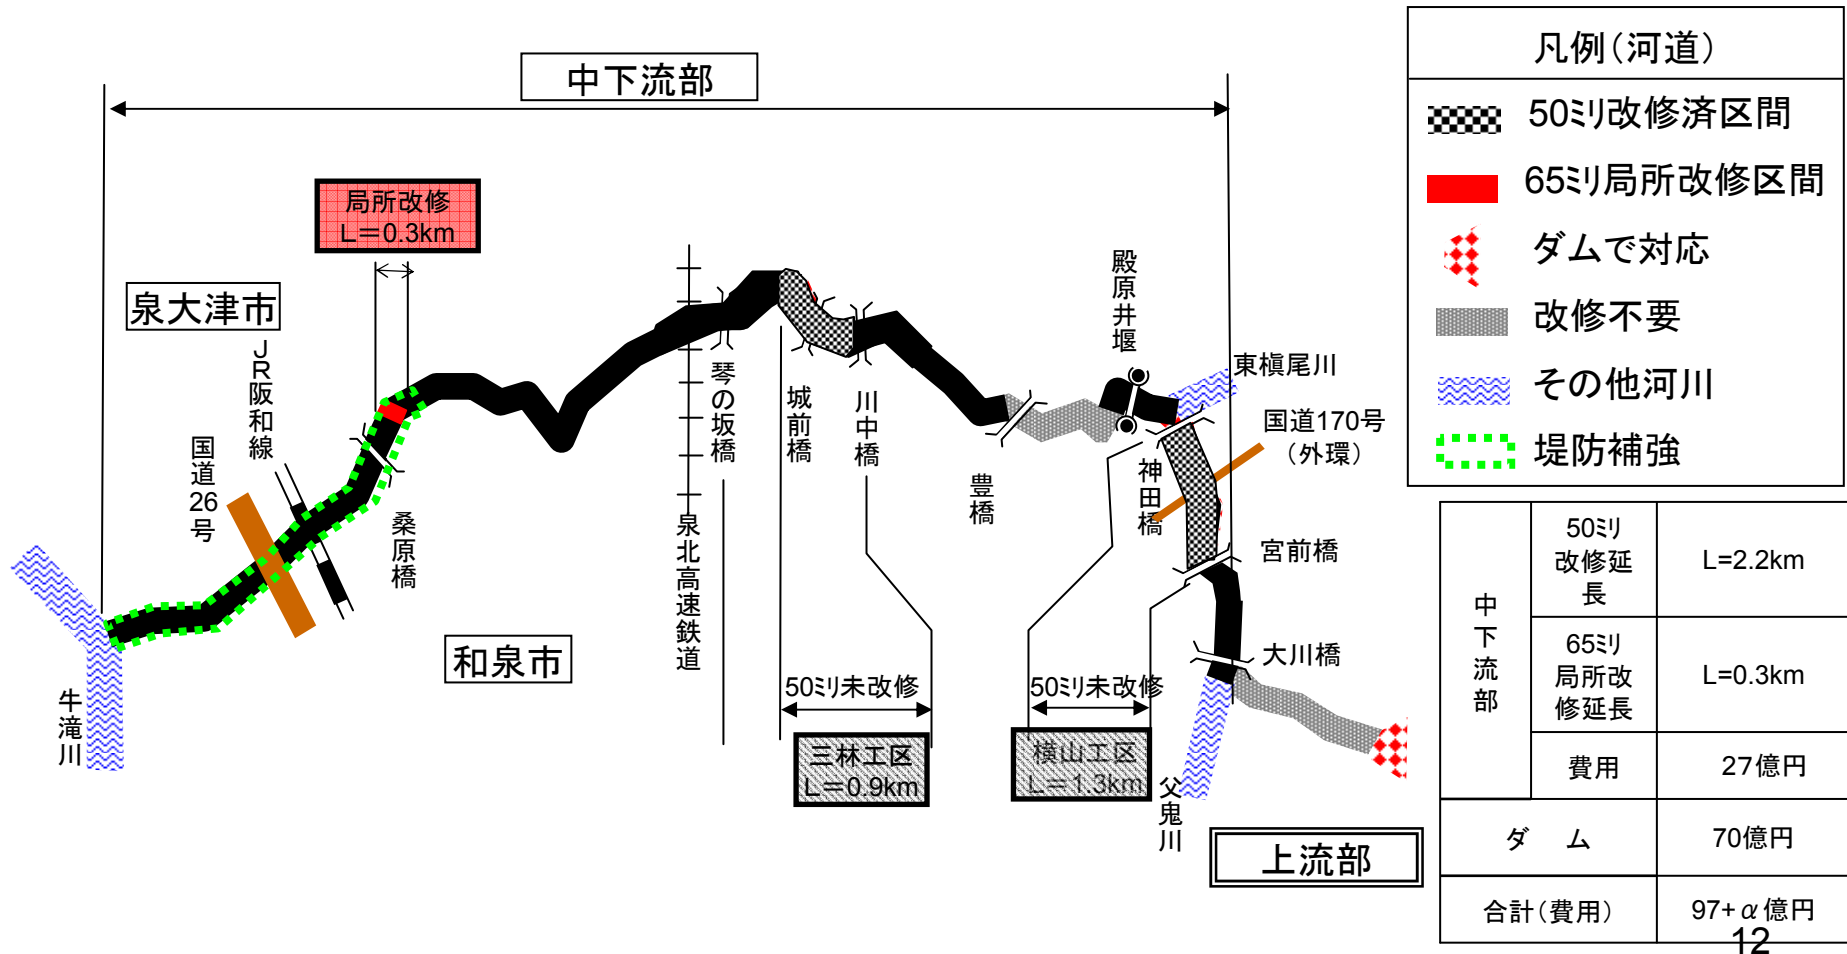 中下流部
局所改修
L＝0.3km
泉大津市
JR阪和線
国道26号
桑原橋
和泉市
牛滝川
泉北高速鉄道
琴の坂橋
城前橋
川中橋
豊橋
殿原井堰
神田橋
東槇尾川
国道170号
（外環）
宮前橋
大川橋
父鬼川
50ミリ未改修
三林工区
L＝0.9km
50ミリ未改修
横山工区
L＝1.3km
上流部
凡例（河道）
50ミリ改修済区間
65ミリ局所改修区間
ダムで対応
改修不要
その他河川
堤防補強
中下流部
50ミリ
改修延
長
L=2.2km
65ミリ
局所改
修延長
L=0.3km
費用
27億円
ダ　ム
70億円
合計（費用）
97+α億円
12